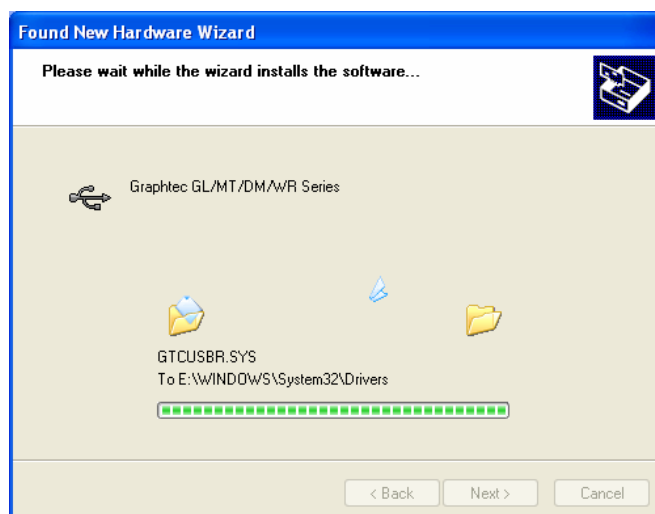 Found New Hardware Wizard
Please wait while the wizard installs the software...
Graphtec GL/MT/DM/WR Series
GTCUSBR.SYS
To E:\WINDOWS\System32\Drivers
< Back Next > Cancel